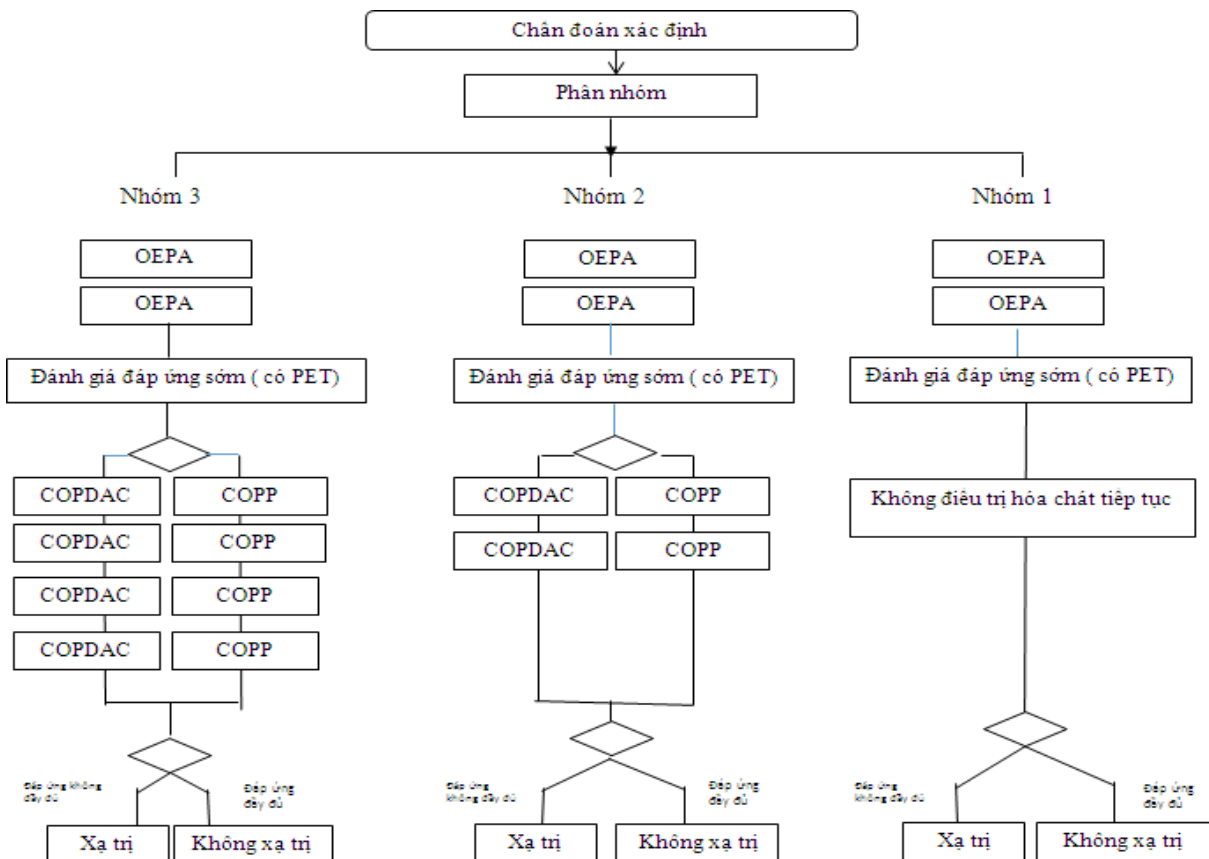 Chân đoán xác định
Phân nhóm
Nhóm 3
Nhóm 2
Nhóm 1
OEPA
OEPA
OEPA
OEPA
OEPA
OEPA
Đánh giá đáp ứng sớm ( có PET)
Đánh giá đáp ứng sớm ( có PET)
Đánh giá đáp ứng sớm ( có PET)
COPDAC
COPP
COPDAC
COPP
Không điều trị hóa chất tiếp tục
COPDAC
COPP
COPDAC
COPP
COPDAC
COPP
COPDAC
COPP
Đáp ứng không
đầy đủ
Đáp ứng
đầy đủ
Đáp ứng
không đầy đủ
Đáp ứng
đầy đủ
Đáp ứng
không đầy đủ
Đáp ứng
đầy đủ
Xạ trị
Không xạ trị
Xạ trị
Không xạ trị
Xạ trị
Không xạ trị